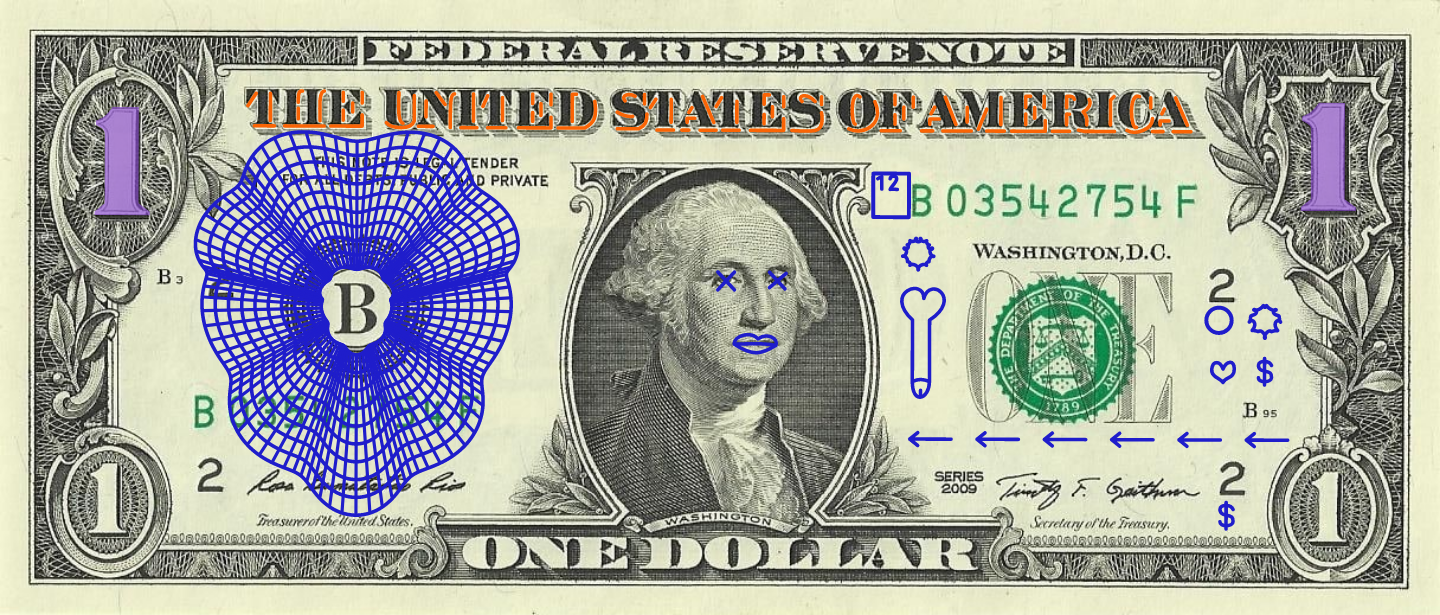 FEDERAL RESERVE NOTE
THE UNITED STATES OF AMERICA
1 1
THIS NOTE IS LEGAL TENDER
FOR ALL DEBTS, PUBLIC AND PRIVATE
12
B 03542754 F
WASHINGTON, D.C.
B 3
B
2
2
ONE
THE DEPARTMENT OF THE TREASURY
1789
$
B 95
B 03542754 F
2
2
$
SERIES
2009
Treasurer of the United States.
Secretary of the Treasury.
WASHINGTON
1 1
ONE DOLLAR